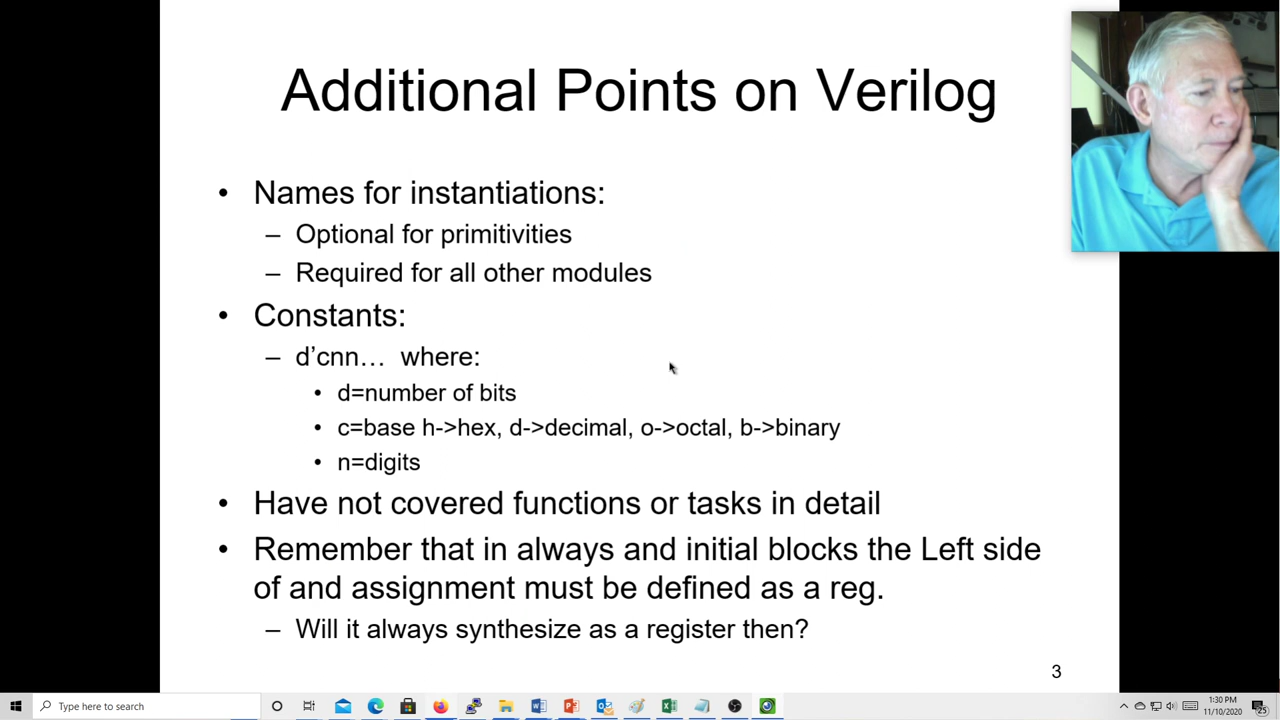 Additional Points on Verilog
• Names for instantiations:
– Optional for primitivities
– Required for all other modules
• Constants:
– d’cnn… where:
• d=number of bits
• c=base h->hex, d->decimal, o->octal, b->binary
• n=digits
• Have not covered functions or tasks in detail
• Remember that in always and initial blocks the Left side
of and assignment must be defined as a reg.
– Will it always synthesize as a register then?
3
Type here to search
1:30 PM
11/10/2020
25